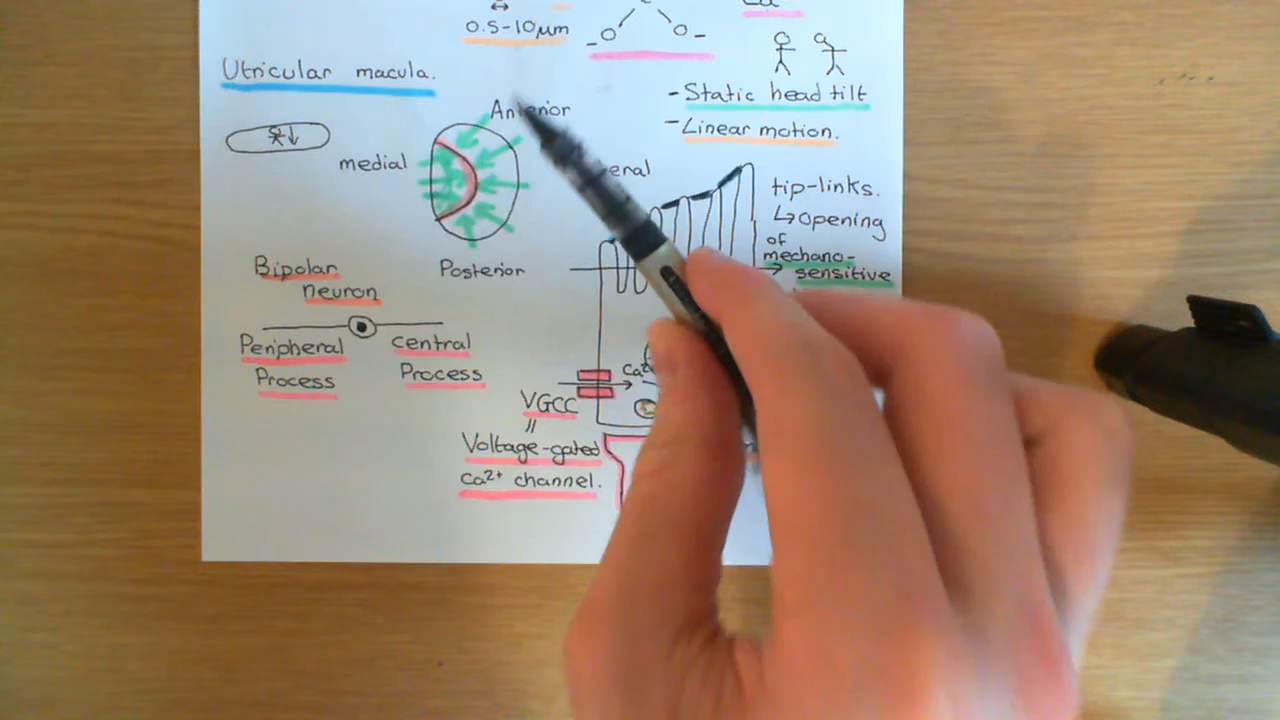 0.5-10μm
-O
O-
Utricular macula.
- Static head tilt
- Linear motion.
Anterior
medial
tip-links.
↳ opening
of
mechano-
sensitive
Bipolar
neuron
Posterior
Peripheral
Process
central
Process
VGCC
=
Voltage-gated
Ca²⁺ channel.